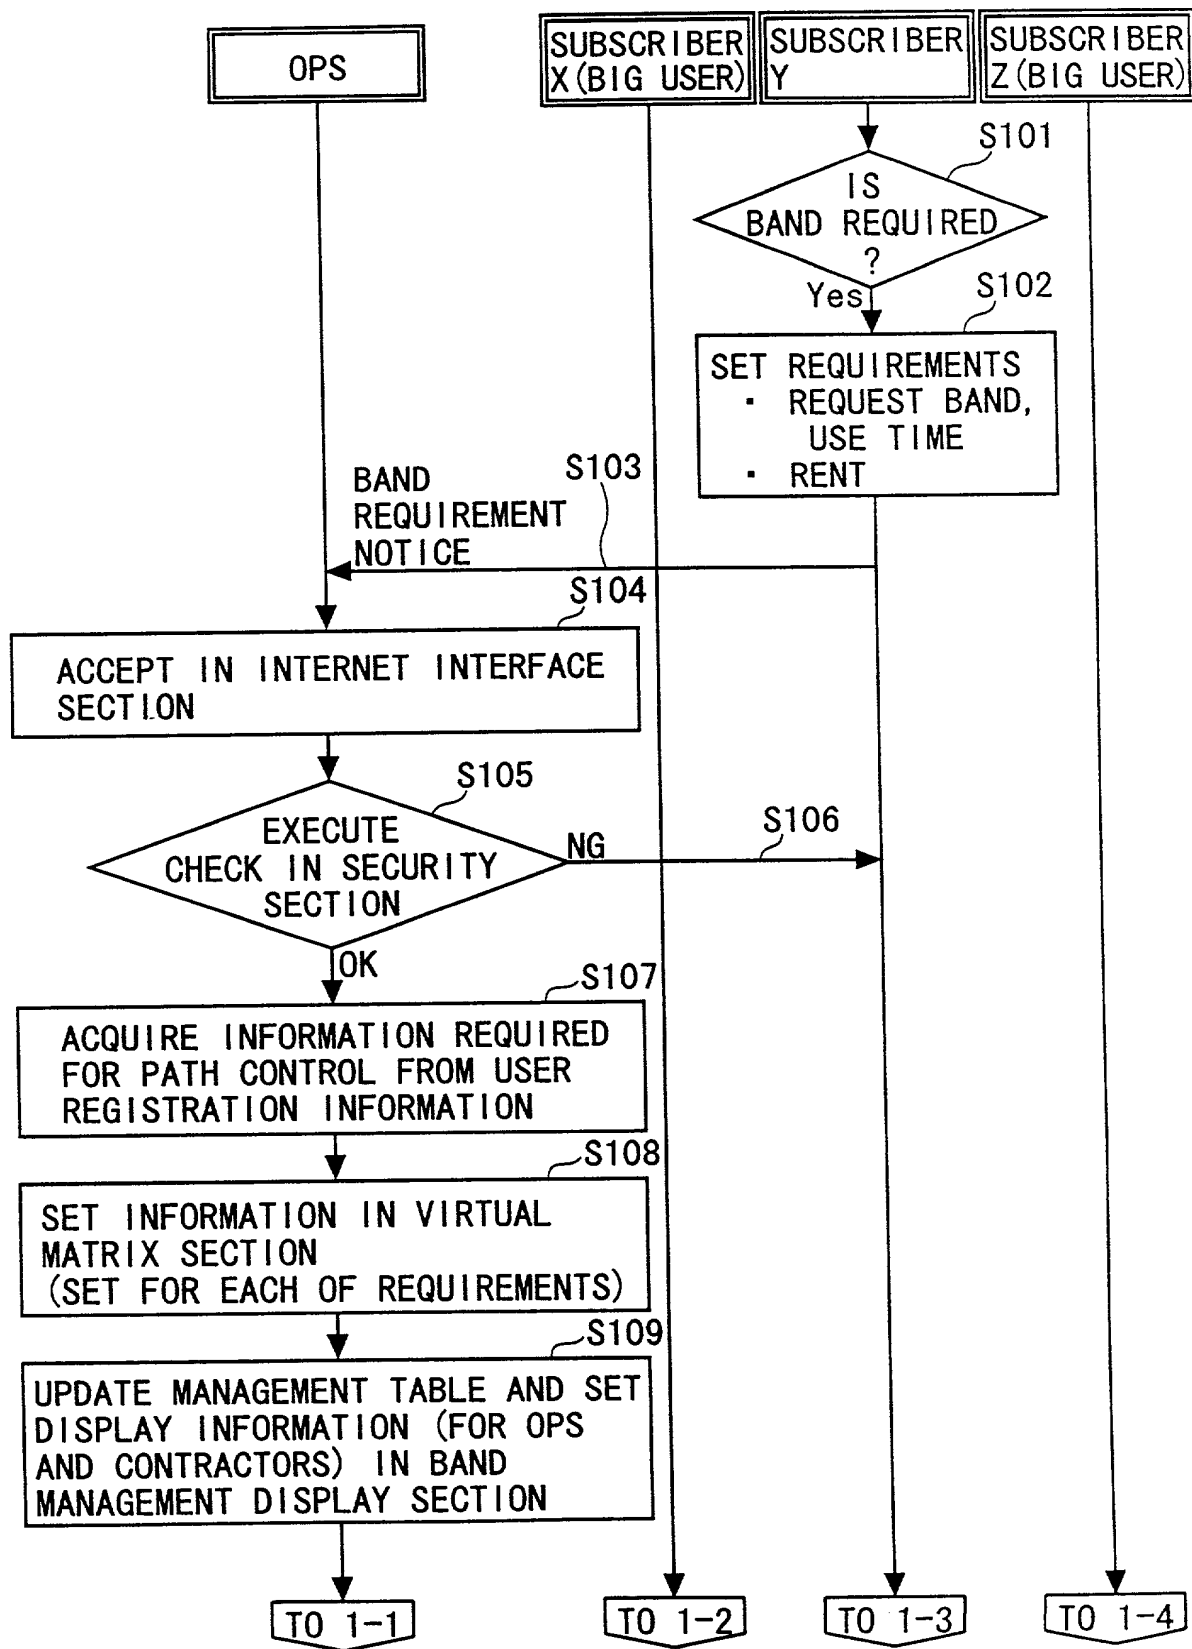 OPS
SUBSCRIBER
X(BIG USER)
SUBSCRIBER
Y
SUBSCRIBER
Z(BIG USER)
S101
IS
BAND REQUIRED
?
Yes
S102
SET REQUIREMENTS
・ REQUEST BAND,
USE TIME
・ RENT
S103
BAND
REQUIREMENT
NOTICE
S104
ACCEPT IN INTERNET INTERFACE
SECTION
S105
EXECUTE
CHECK IN SECURITY
SECTION
NG
S106
OK
S107
ACQUIRE INFORMATION REQUIRED
FOR PATH CONTROL FROM USER
REGISTRATION INFORMATION
S108
SET INFORMATION IN VIRTUAL
MATRIX SECTION
(SET FOR EACH OF REQUIREMENTS)
S109
UPDATE MANAGEMENT TABLE AND SET
DISPLAY INFORMATION (FOR OPS
AND CONTRACTORS) IN BAND
MANAGEMENT DISPLAY SECTION
TO 1-1
TO 1-2
TO 1-3
TO 1-4